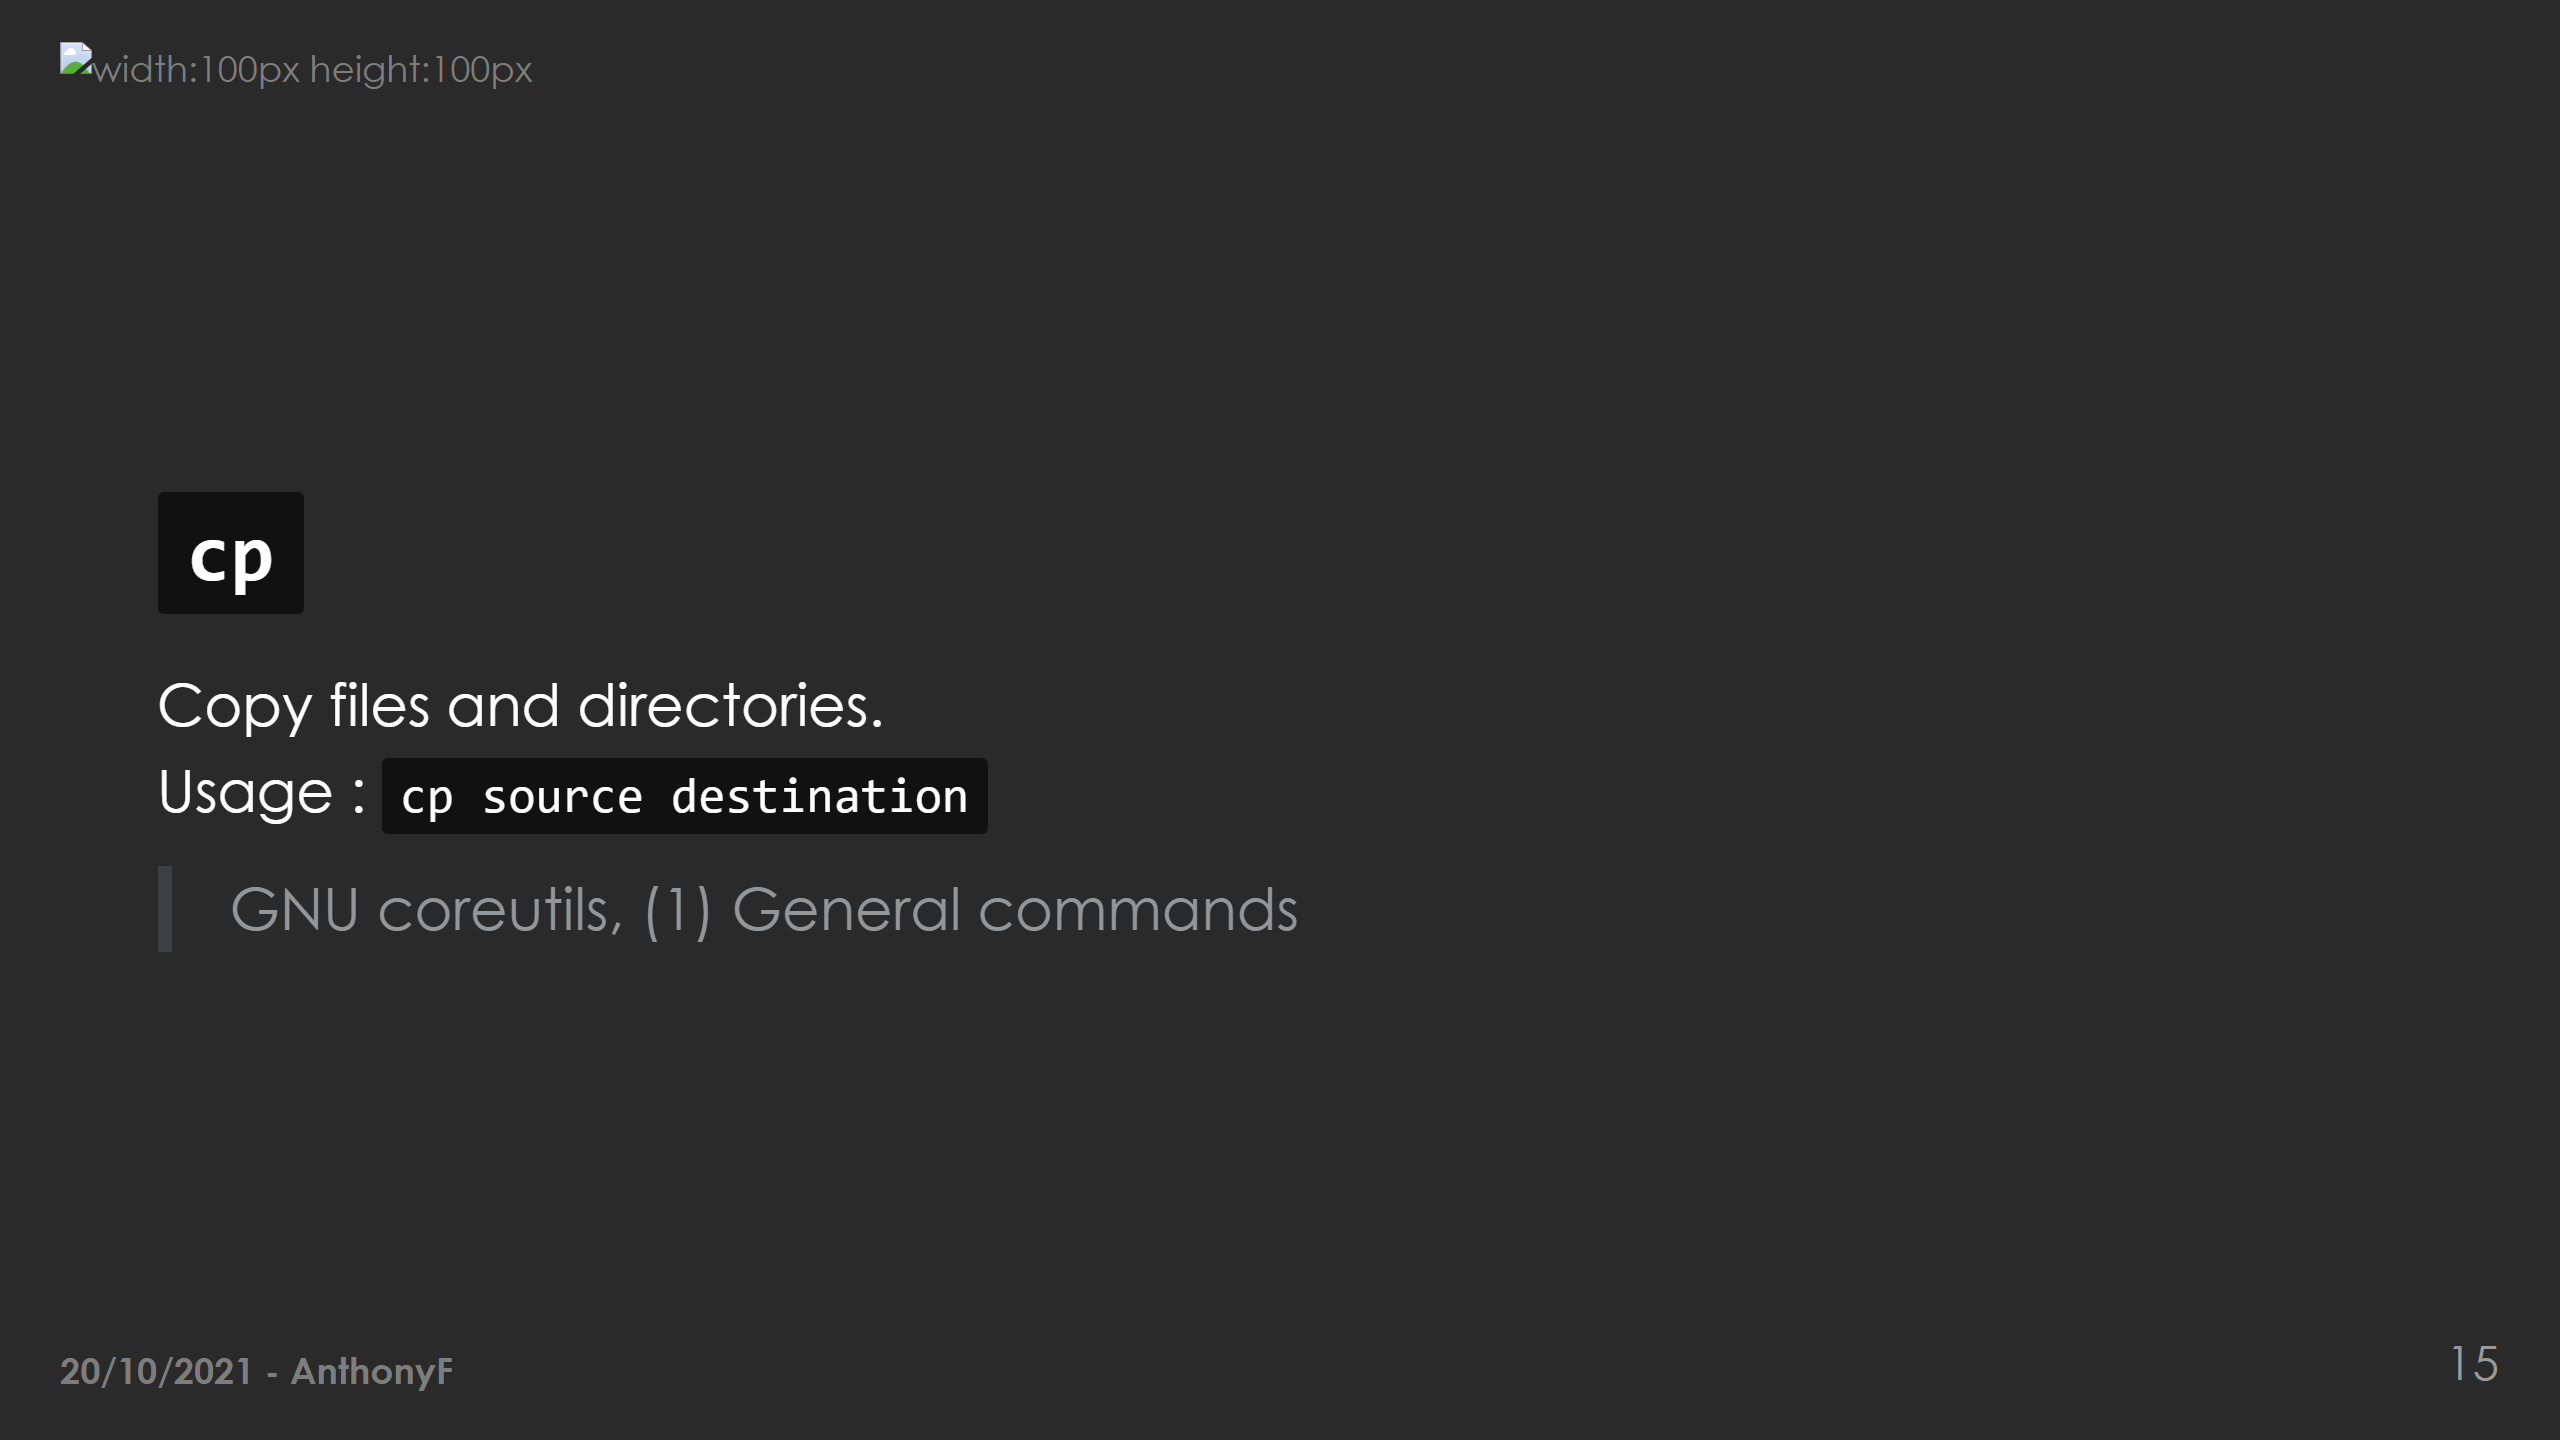 width:100px height:100px
cp
Copy files and directories.
Usage : cp source destination
GNU coreutils, (1) General commands
20/10/2021 - AnthonyF
15